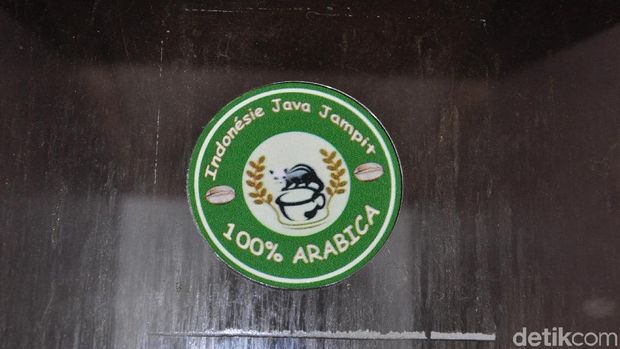 Indonésie Java Jampit
100% ARABICA
detikcom